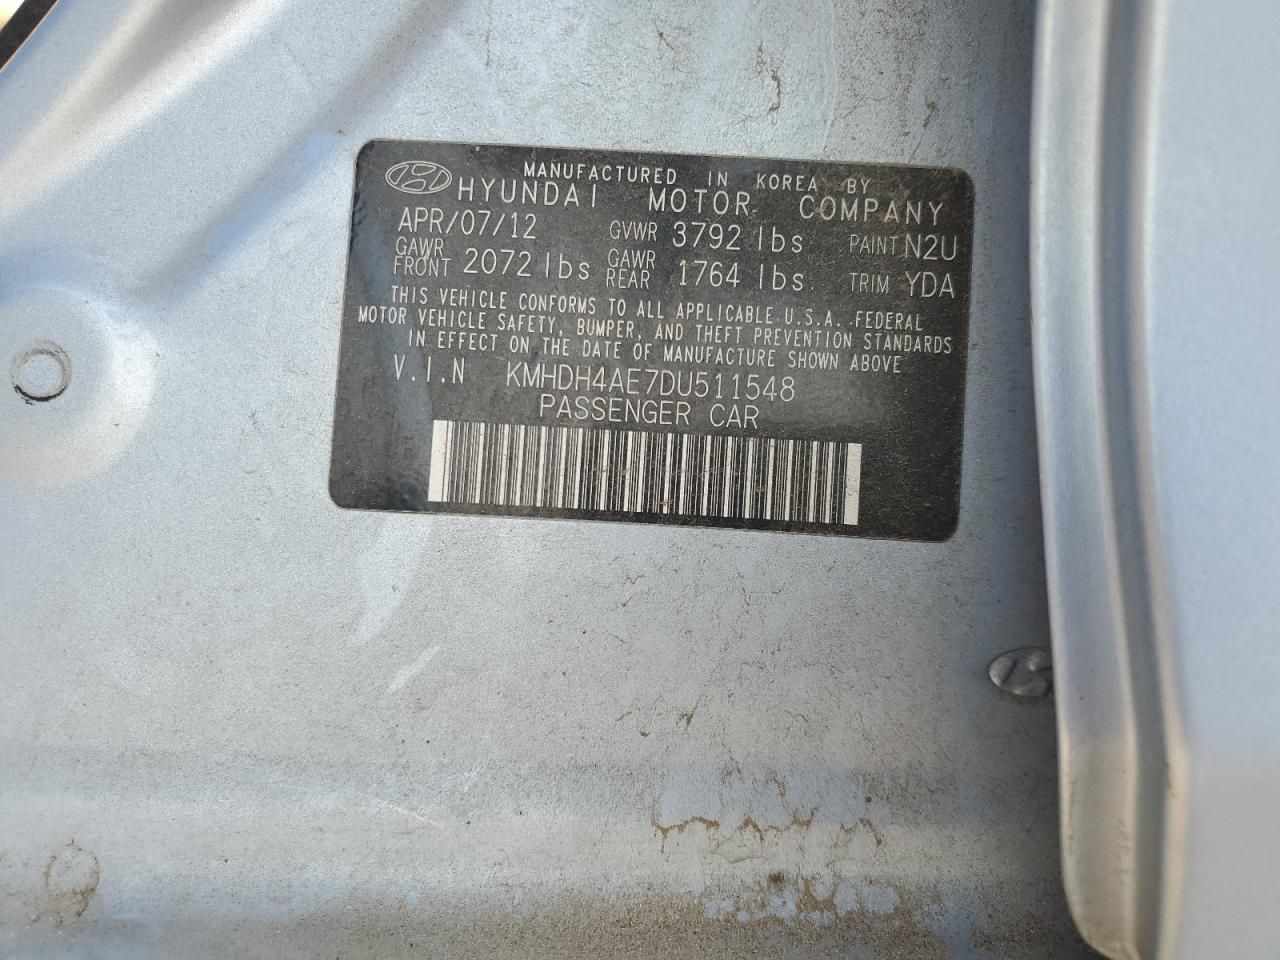 MANUFACTURED IN KOREA BY
HYUNDAI MOTOR COMPANY
APR/07/12 GVWR 3792 lbs PAINT N2U
GAWR FRONT 2072 lbs GAWR REAR 1764 lbs TRIM YDA
THIS VEHICLE CONFORMS TO ALL APPLICABLE U.S.A. FEDERAL
MOTOR VEHICLE SAFETY, BUMPER, AND THEFT PREVENTION STANDARDS
IN EFFECT ON THE DATE OF MANUFACTURE SHOWN ABOVE
V.I.N KMHDH4AE7DU511548
PASSENGER CAR